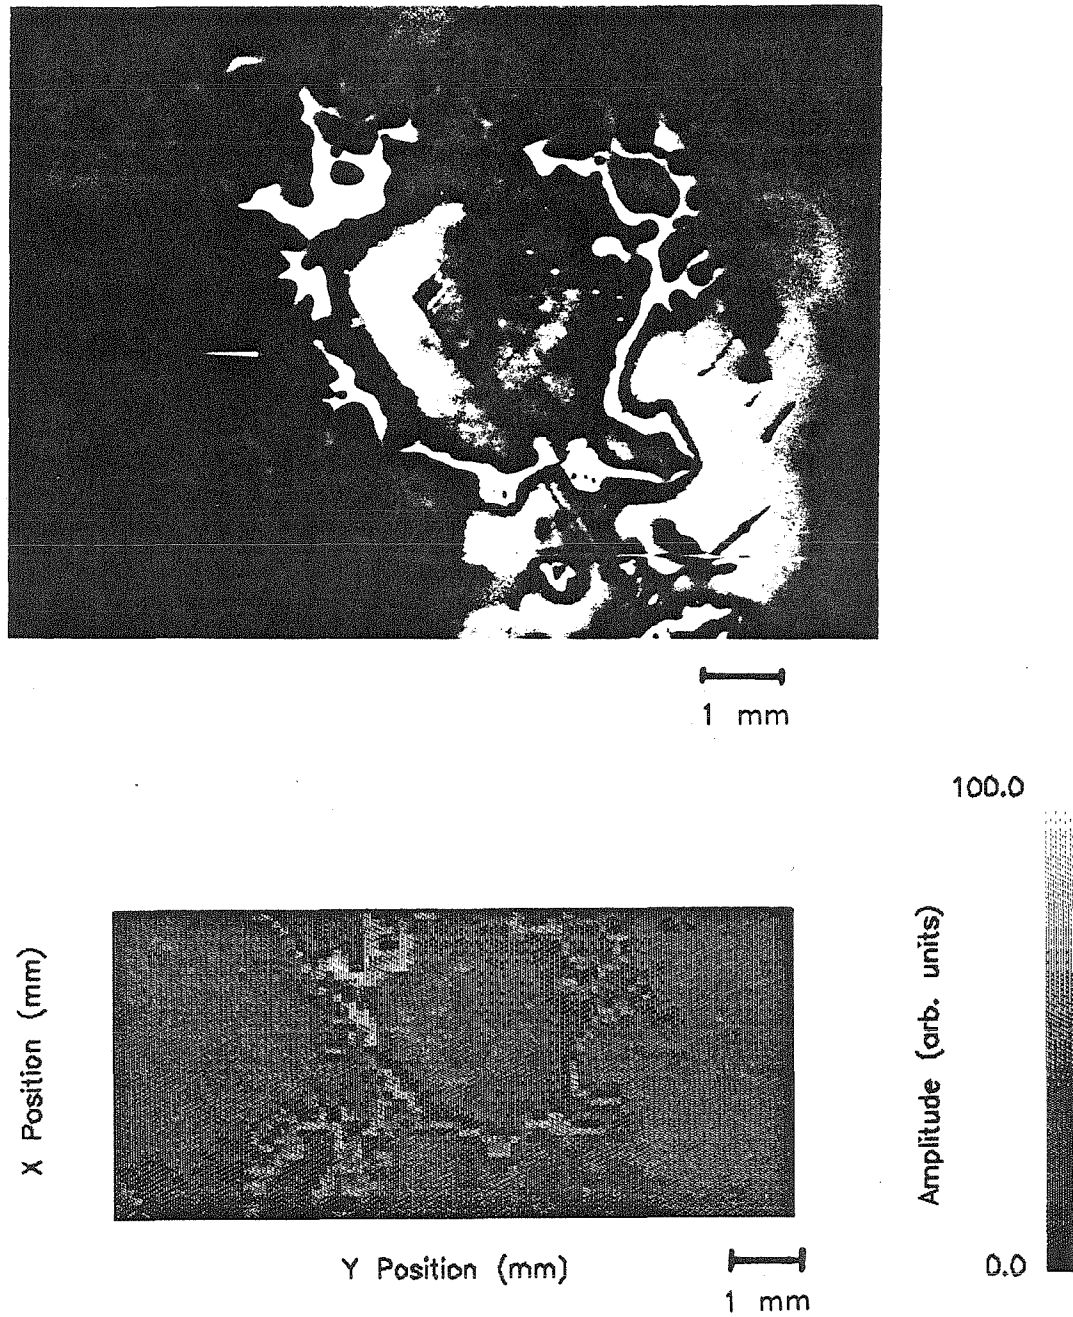 1 mm
100.0
X Position (mm)
Amplitude (arb. units)
Y Position (mm)
0.0
1 mm